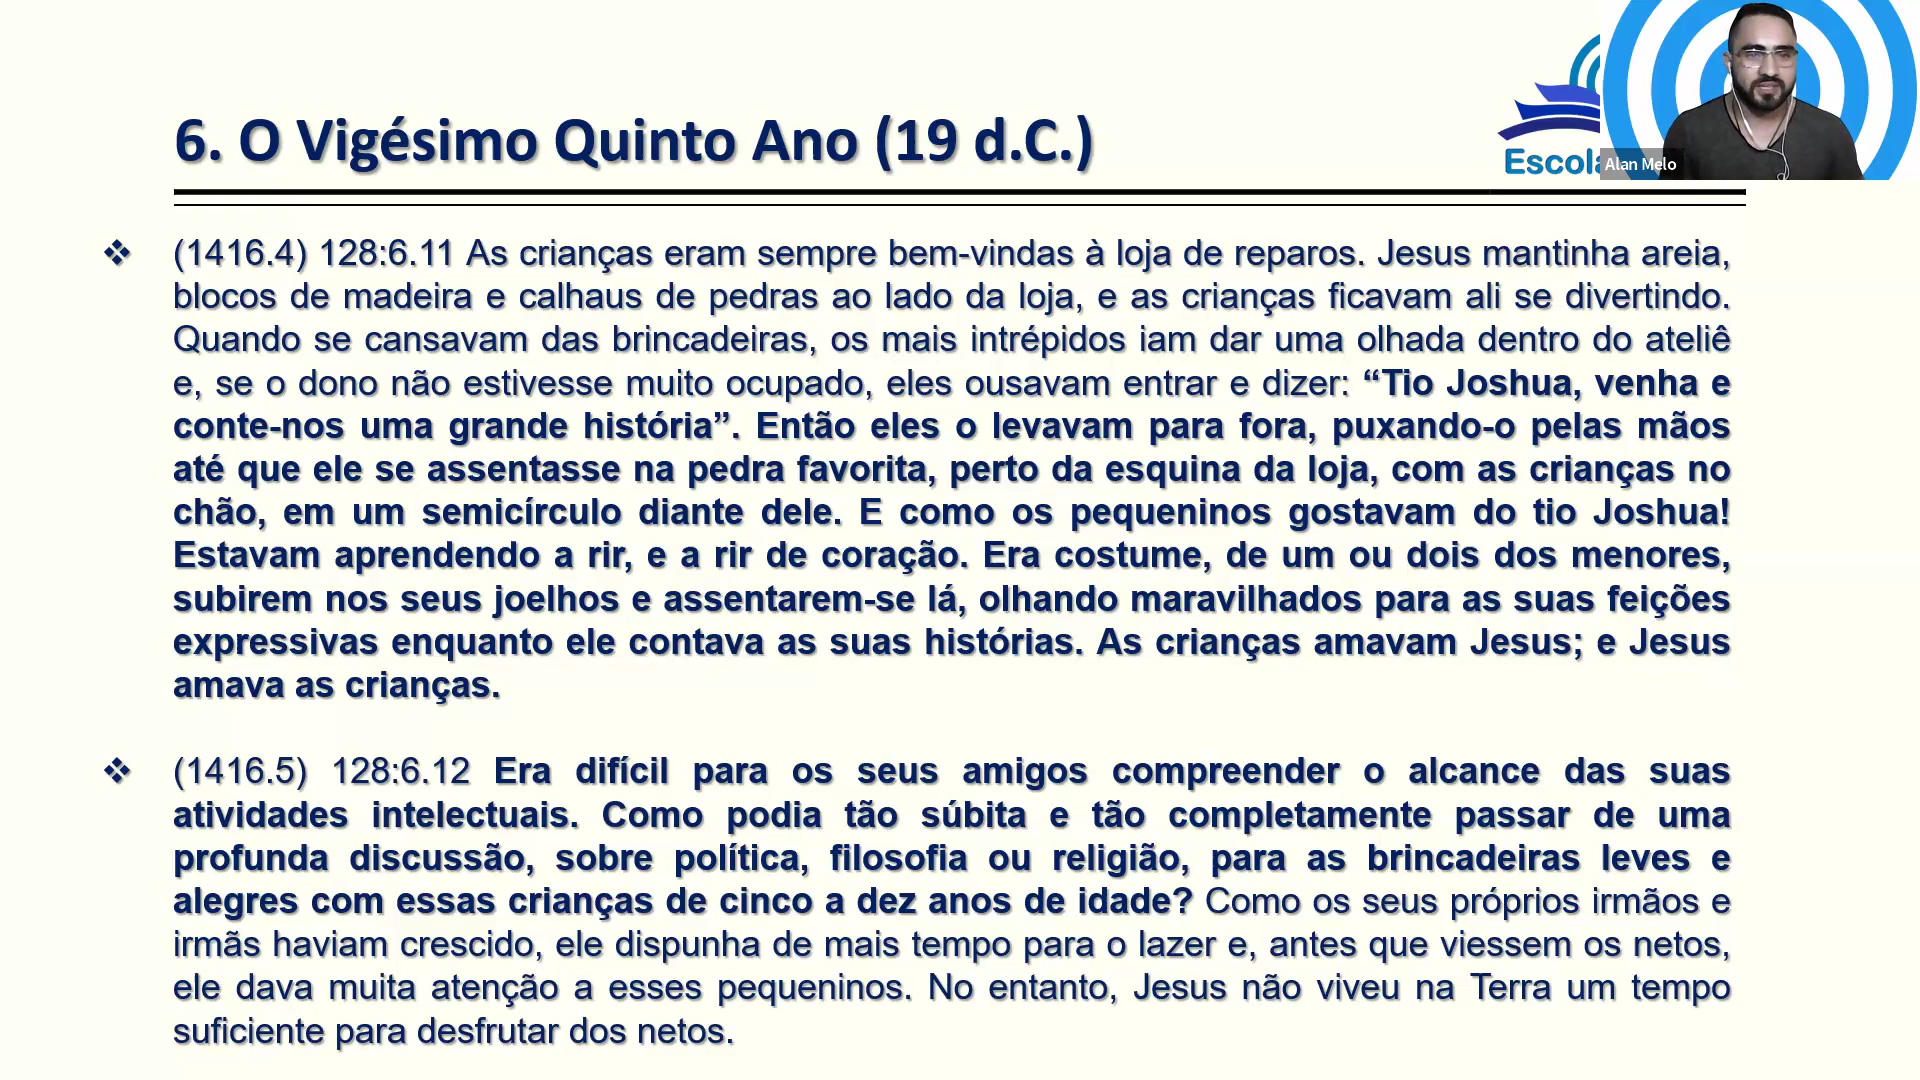 6. O Vigésimo Quinto Ano (19 d.C.)
Escola
Alan Melo
❖ (1416.4) 128:6.11 As crianças eram sempre bem-vindas à loja de reparos. Jesus mantinha areia,
blocos de madeira e calhaus de pedras ao lado da loja, e as crianças ficavam ali se divertindo.
Quando se cansavam das brincadeiras, os mais intrépidos iam dar uma olhada dentro do ateliê
e, se o dono não estivesse muito ocupado, eles ousavam entrar e dizer: “Tio Joshua, venha e
conte-nos uma grande história”. Então eles o levavam para fora, puxando-o pelas mãos
até que ele se assentasse na pedra favorita, perto da esquina da loja, com as crianças no
chão, em um semicírculo diante dele. E como os pequeninos gostavam do tio Joshua!
Estavam aprendendo a rir, e a rir de coração. Era costume, de um ou dois dos menores,
subirem nos seus joelhos e assentarem-se lá, olhando maravilhados para as suas feições
expressivas enquanto ele contava as suas histórias. As crianças amavam Jesus; e Jesus
amava as crianças.
❖ (1416.5) 128:6.12 Era difícil para os seus amigos compreender o alcance das suas
atividades intelectuais. Como podia tão súbita e tão completamente passar de uma
profunda discussão, sobre política, filosofia ou religião, para as brincadeiras leves e
alegres com essas crianças de cinco a dez anos de idade? Como os seus próprios irmãos e
irmãs haviam crescido, ele dispunha de mais tempo para o lazer e, antes que viessem os netos,
ele dava muita atenção a esses pequeninos. No entanto, Jesus não viveu na Terra um tempo
suficiente para desfrutar dos netos.